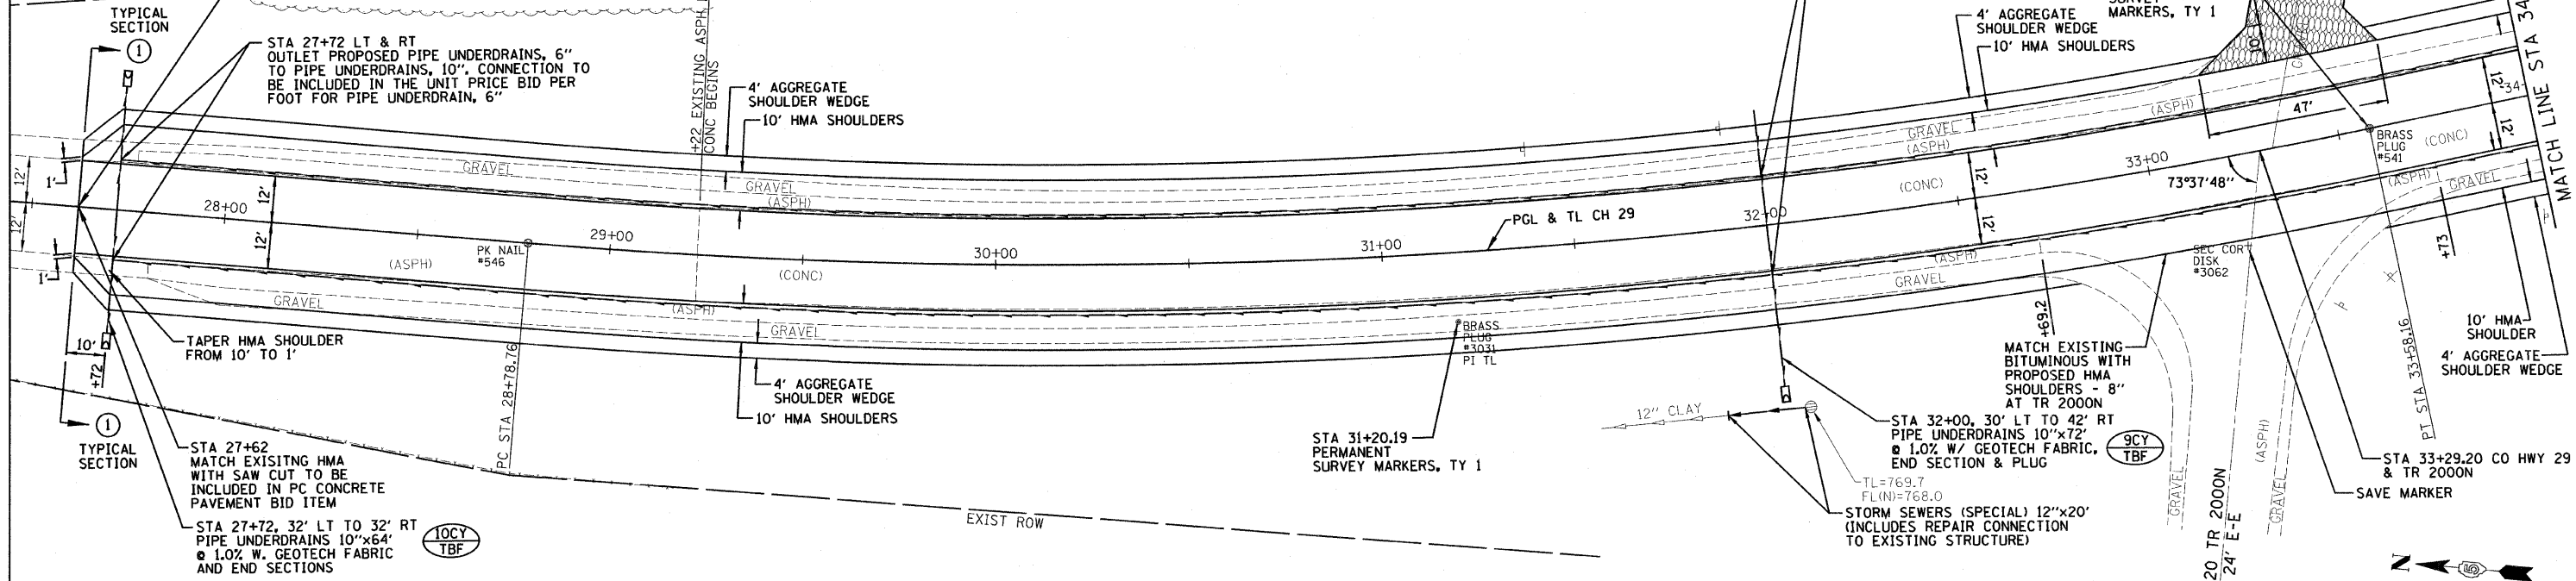 TYPICAL
SECTION
1
STA 27+72 LT & RT
OUTLET PROPOSED PIPE UNDERDRAINS, 6"
TO PIPE UNDERDRAINS, 10", CONNECTION TO
BE INCLUDED IN THE UNIT PRICE BID PER
FOOT FOR PIPE UNDERDRAIN, 6"
+22 EXISTING ASPH
CONC BEGINS
4' AGGREGATE
SHOULDER WEDGE
10' HMA SHOULDERS
4' AGGREGATE
SHOULDER WEDGE
10' HMA SHOULDERS
MARKERS, TY 1
10'
MATCH LINE STA 34
12'
12'
1'
12'
12'
1'
GRAVEL
GRAVEL
(ASPH)
GRAVEL
(ASPH)
(ASPH)
47'
12'
12'
34
28+00
29+00
30+00
31+00
32+00
33+00
PK NAIL
#546
(ASPH)
(CONC)
PGL & TL CH 29
(CONC)
12'
12'
73°37'48"
BRASS
PLUG
#541
(CONC)
(ASPH)
GRAVEL
GRAVEL
(ASPH)
GRAVEL
(ASPH)
GRAVEL
SEC COR
DISK
#3062
+73
TAPER HMA SHOULDER
FROM 10' TO 1'
10'
+72
BRASS
PLUG
#3031
PI TL
+69.2
MATCH EXISTING
BITUMINOUS WITH
PROPOSED HMA
SHOULDERS - 8"
AT TR 2000N
10' HMA
SHOULDER
4' AGGREGATE
SHOULDER WEDGE
1
TYPICAL
SECTION
PC STA 28+78.76
4' AGGREGATE
SHOULDER WEDGE
10' HMA SHOULDERS
PT STA 33+58.16
STA 27+62
MATCH EXISITNG HMA
WITH SAW CUT TO BE
INCLUDED IN PC CONCRETE
PAVEMENT BID ITEM
STA 31+20.19
PERMANENT
SURVEY MARKERS, TY 1
12" CLAY
STA 32+00, 30' LT TO 42' RT
PIPE UNDERDRAINS 10"x72'
@ 1.0% W/ GEOTECH FABRIC,
END SECTION & PLUG
9CY
TBF
STA 33+29.20 CO HWY 29
& TR 2000N
SAVE MARKER
TL=769.7
FL(N)=768.0
STORM SEWERS (SPECIAL) 12"x20'
(INCLUDES REPAIR CONNECTION
TO EXISTING STRUCTURE)
GRAVEL
20 TR 2000N
24' E-E
(ASPH)
GRAVEL
STA 27+72, 32' LT TO 32' RT
PIPE UNDERDRAINS 10"x64'
@ 1.0% W. GEOTECH FABRIC
AND END SECTIONS
10CY
TBF
EXIST ROW
N